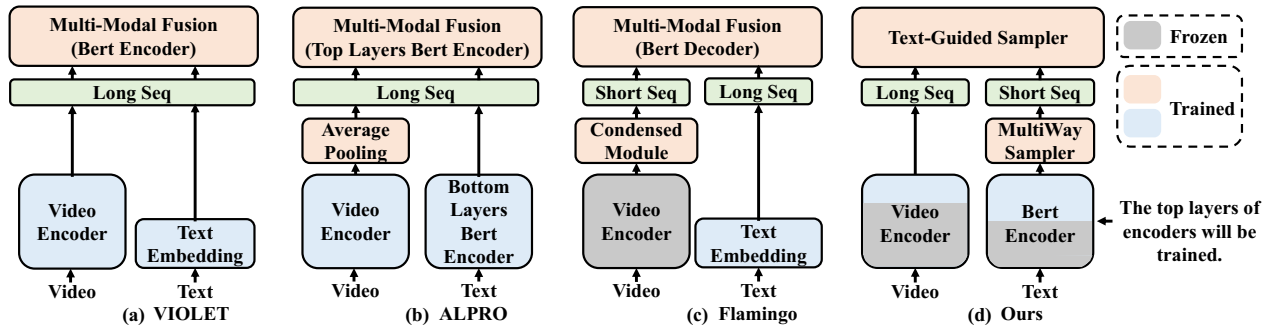 Multi-Modal Fusion
(Bert Encoder)
Long Seq
Video
Encoder
Text
Embedding
Video
Text
(a) VIOLET
Multi-Modal Fusion
(Top Layers Bert Encoder)
Long Seq
Average
Pooling
Video
Encoder
Bottom
Layers
Bert
Encoder
Video
Text
(b) ALPRO
Multi-Modal Fusion
(Bert Decoder)
Short Seq
Long Seq
Condensed
Module
Video
Encoder
Text
Embedding
Video
Text
(c) Flamingo
Text-Guided Sampler
Long Seq
Short Seq
MultiWay
Sampler
Video
Encoder
Bert
Encoder
Video
Text
(d) Ours
Frozen
Trained
The top layers of
encoders will be
trained.